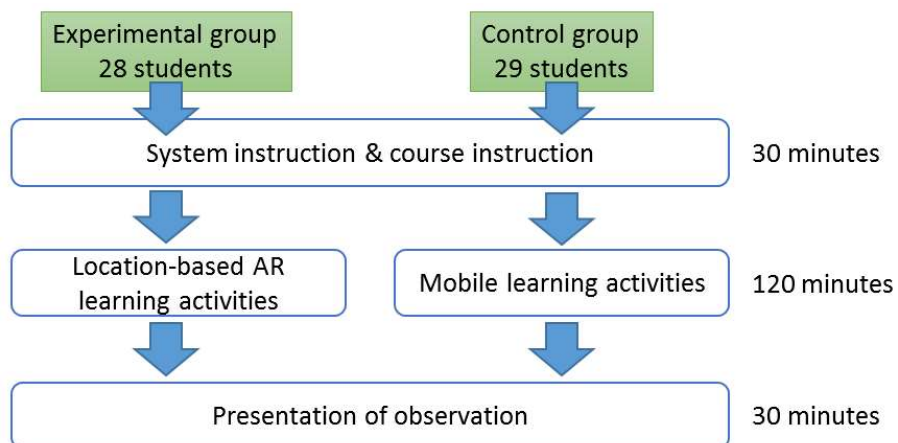 Experimental group
28 students
Control group
29 students
System instruction & course instruction
30 minutes
Location-based AR
learning activities
Mobile learning activities
120 minutes
Presentation of observation
30 minutes